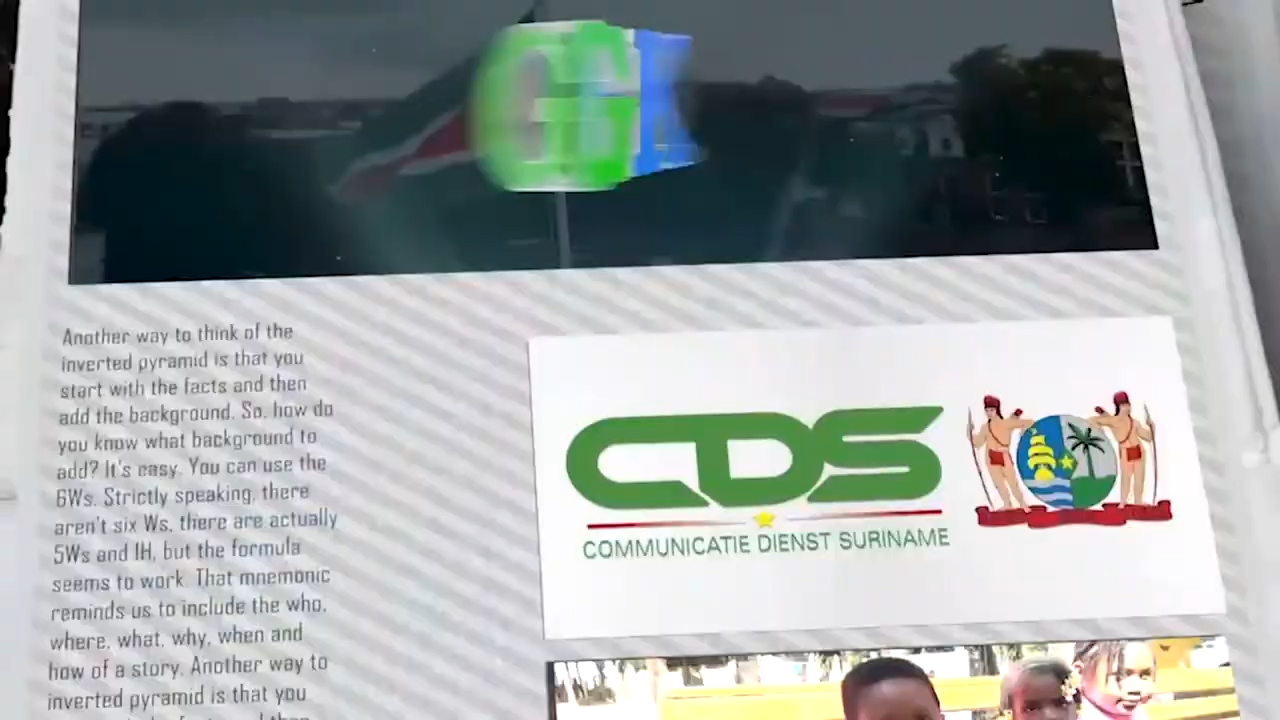 Another way to think of the
inverted pyramid is that you
start with the facts and then
add the background. So, how do
you know what background to
add? It's easy. You can use the
6Ws. Strictly speaking, there
aren't six Ws, there are actually
5Ws and IH, but the formula
seems to work. That mnemonic
reminds us to include the who,
where, what, why, when and
how of a story. Another way to
inverted pyramid is that you
CDS
COMMUNICATIE DIENST SURINAME